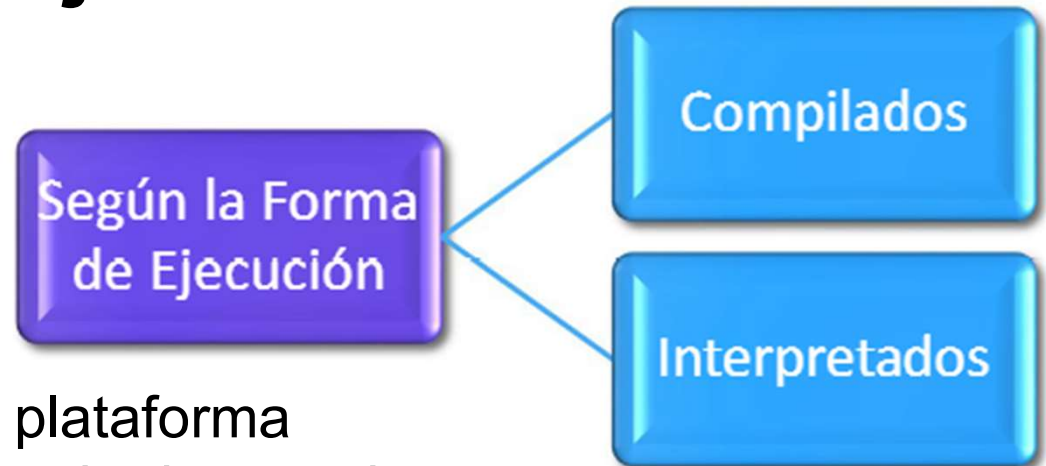 Compilados
Según la Forma
de Ejecución
Interpretados
plataforma